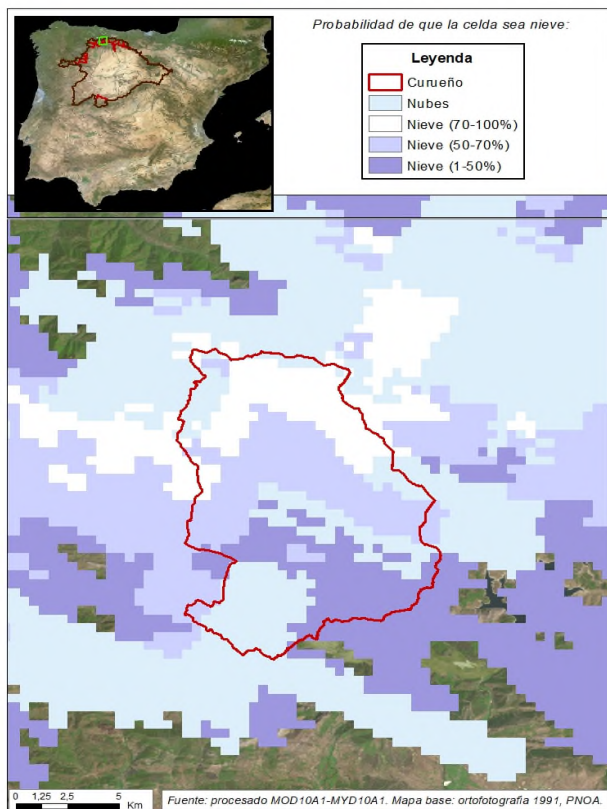 Probabilidad de que la celda sea nieve:
Leyenda
Curueño
Nubes
Nieve (70-100%)
Nieve (50-70%)
Nieve (1-50%)
0 1,25 2,5 5
Km
Fuente: procesado MOD10A1-MYD10A1. Mapa base: ortofotografia 1991, PNOA